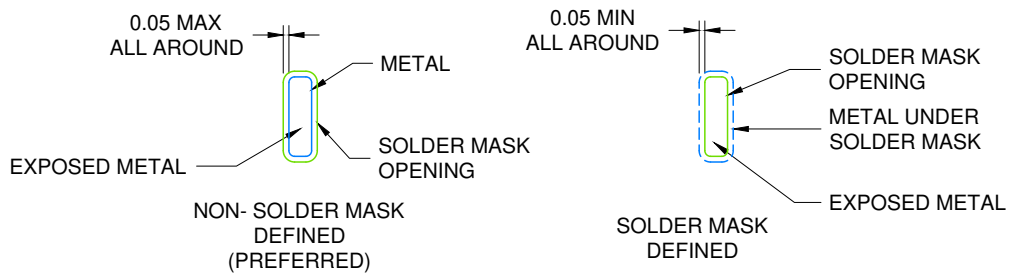 0.05 MAX
ALL AROUND
METAL
EXPOSED METAL
SOLDER MASK
OPENING
NON- SOLDER MASK
DEFINED
(PREFERRED)
0.05 MIN
ALL AROUND
SOLDER MASK
OPENING
METAL UNDER
SOLDER MASK
EXPOSED METAL
SOLDER MASK
DEFINED